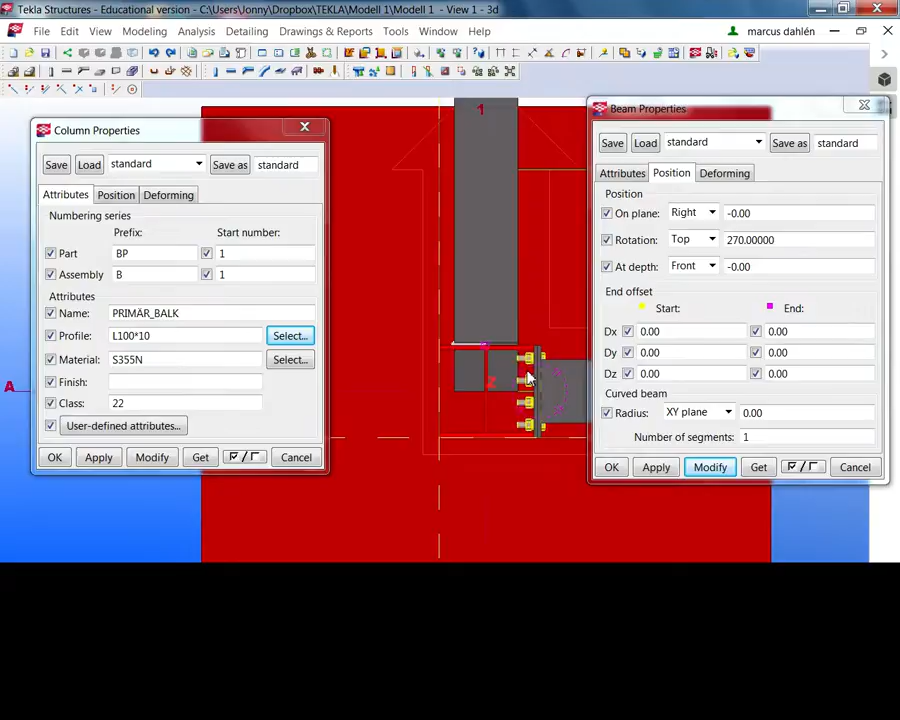 Tekla Structures - Educational version - C:\Users\Jonny\Dropbox\TEKLA\Modell 1\Modell 1 - View 1 - 3d
File Edit View Modeling Analysis Detailing Drawings & Reports Tools Window Help marcus dahlén
1
Column Properties
Save Load standard Save as standard
Attributes Position Deforming
Numbering series
Prefix: Start number:
Part BP 1
Assembly B 1
Attributes
Name: PRIMÄR_BALK
Profile: L100*10 Select...
Material: S355N Select...
Finish:
Class: 22
User-defined attributes...
OK Apply Modify Get Cancel
A
Z
Beam Properties
Save Load standard Save as standard
Attributes Position Deforming
Position
On plane: Right -0.00
Rotation: Top 270.00000
At depth: Front -0.00
End offset
Start: End:
Dx 0.00 0.00
Dy 0.00 0.00
Dz 0.00 0.00
Curved beam
Radius: XY plane 0.00
Number of segments: 1
OK Apply Modify Get Cancel